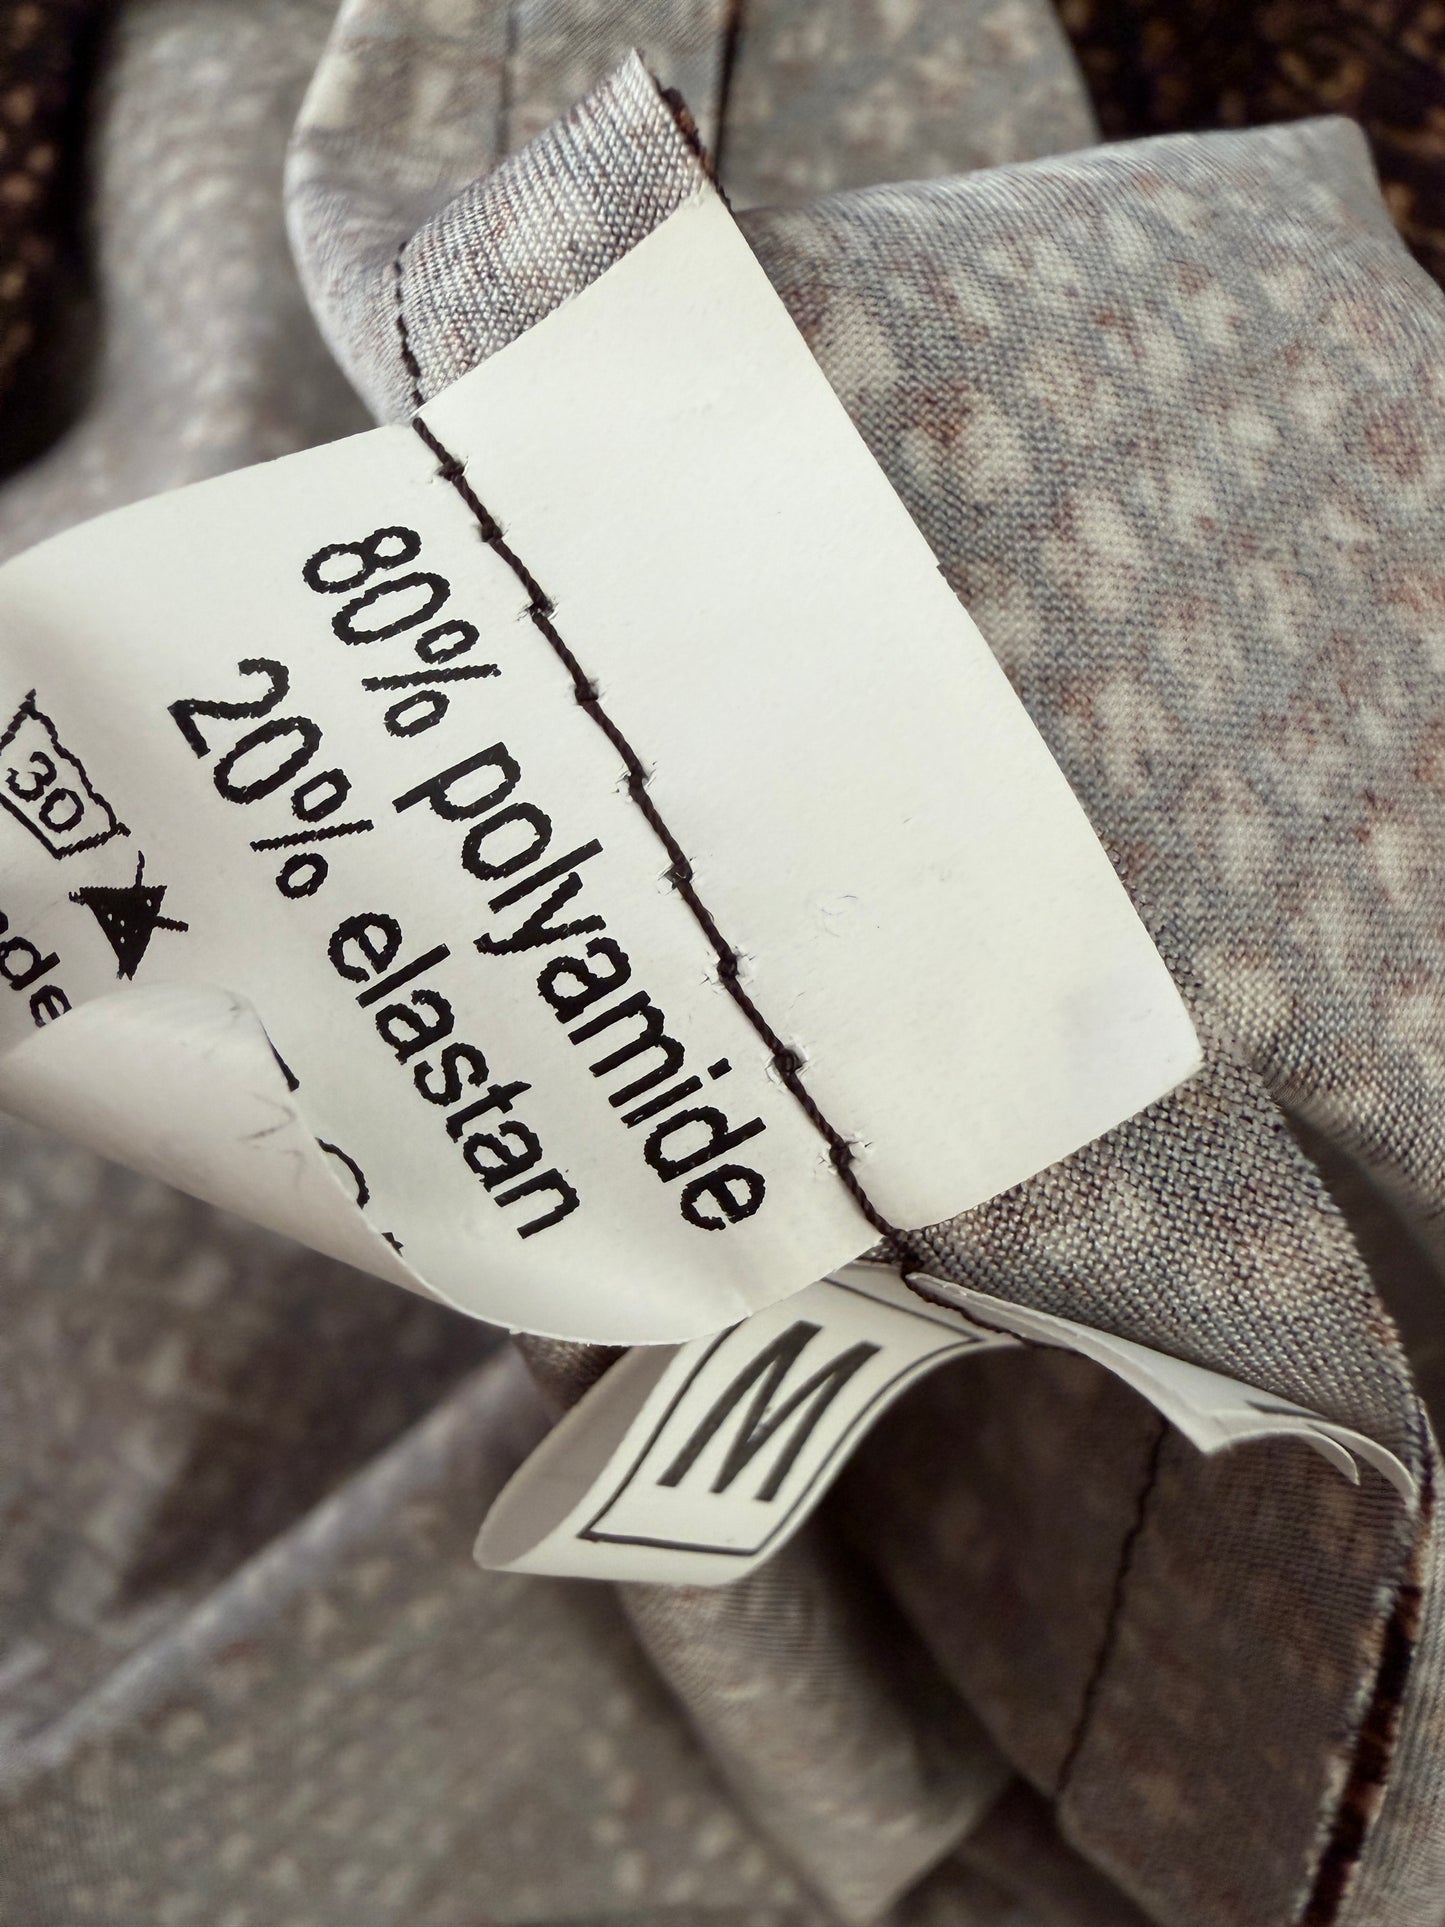 80% polyamide
20% elastan
30
M